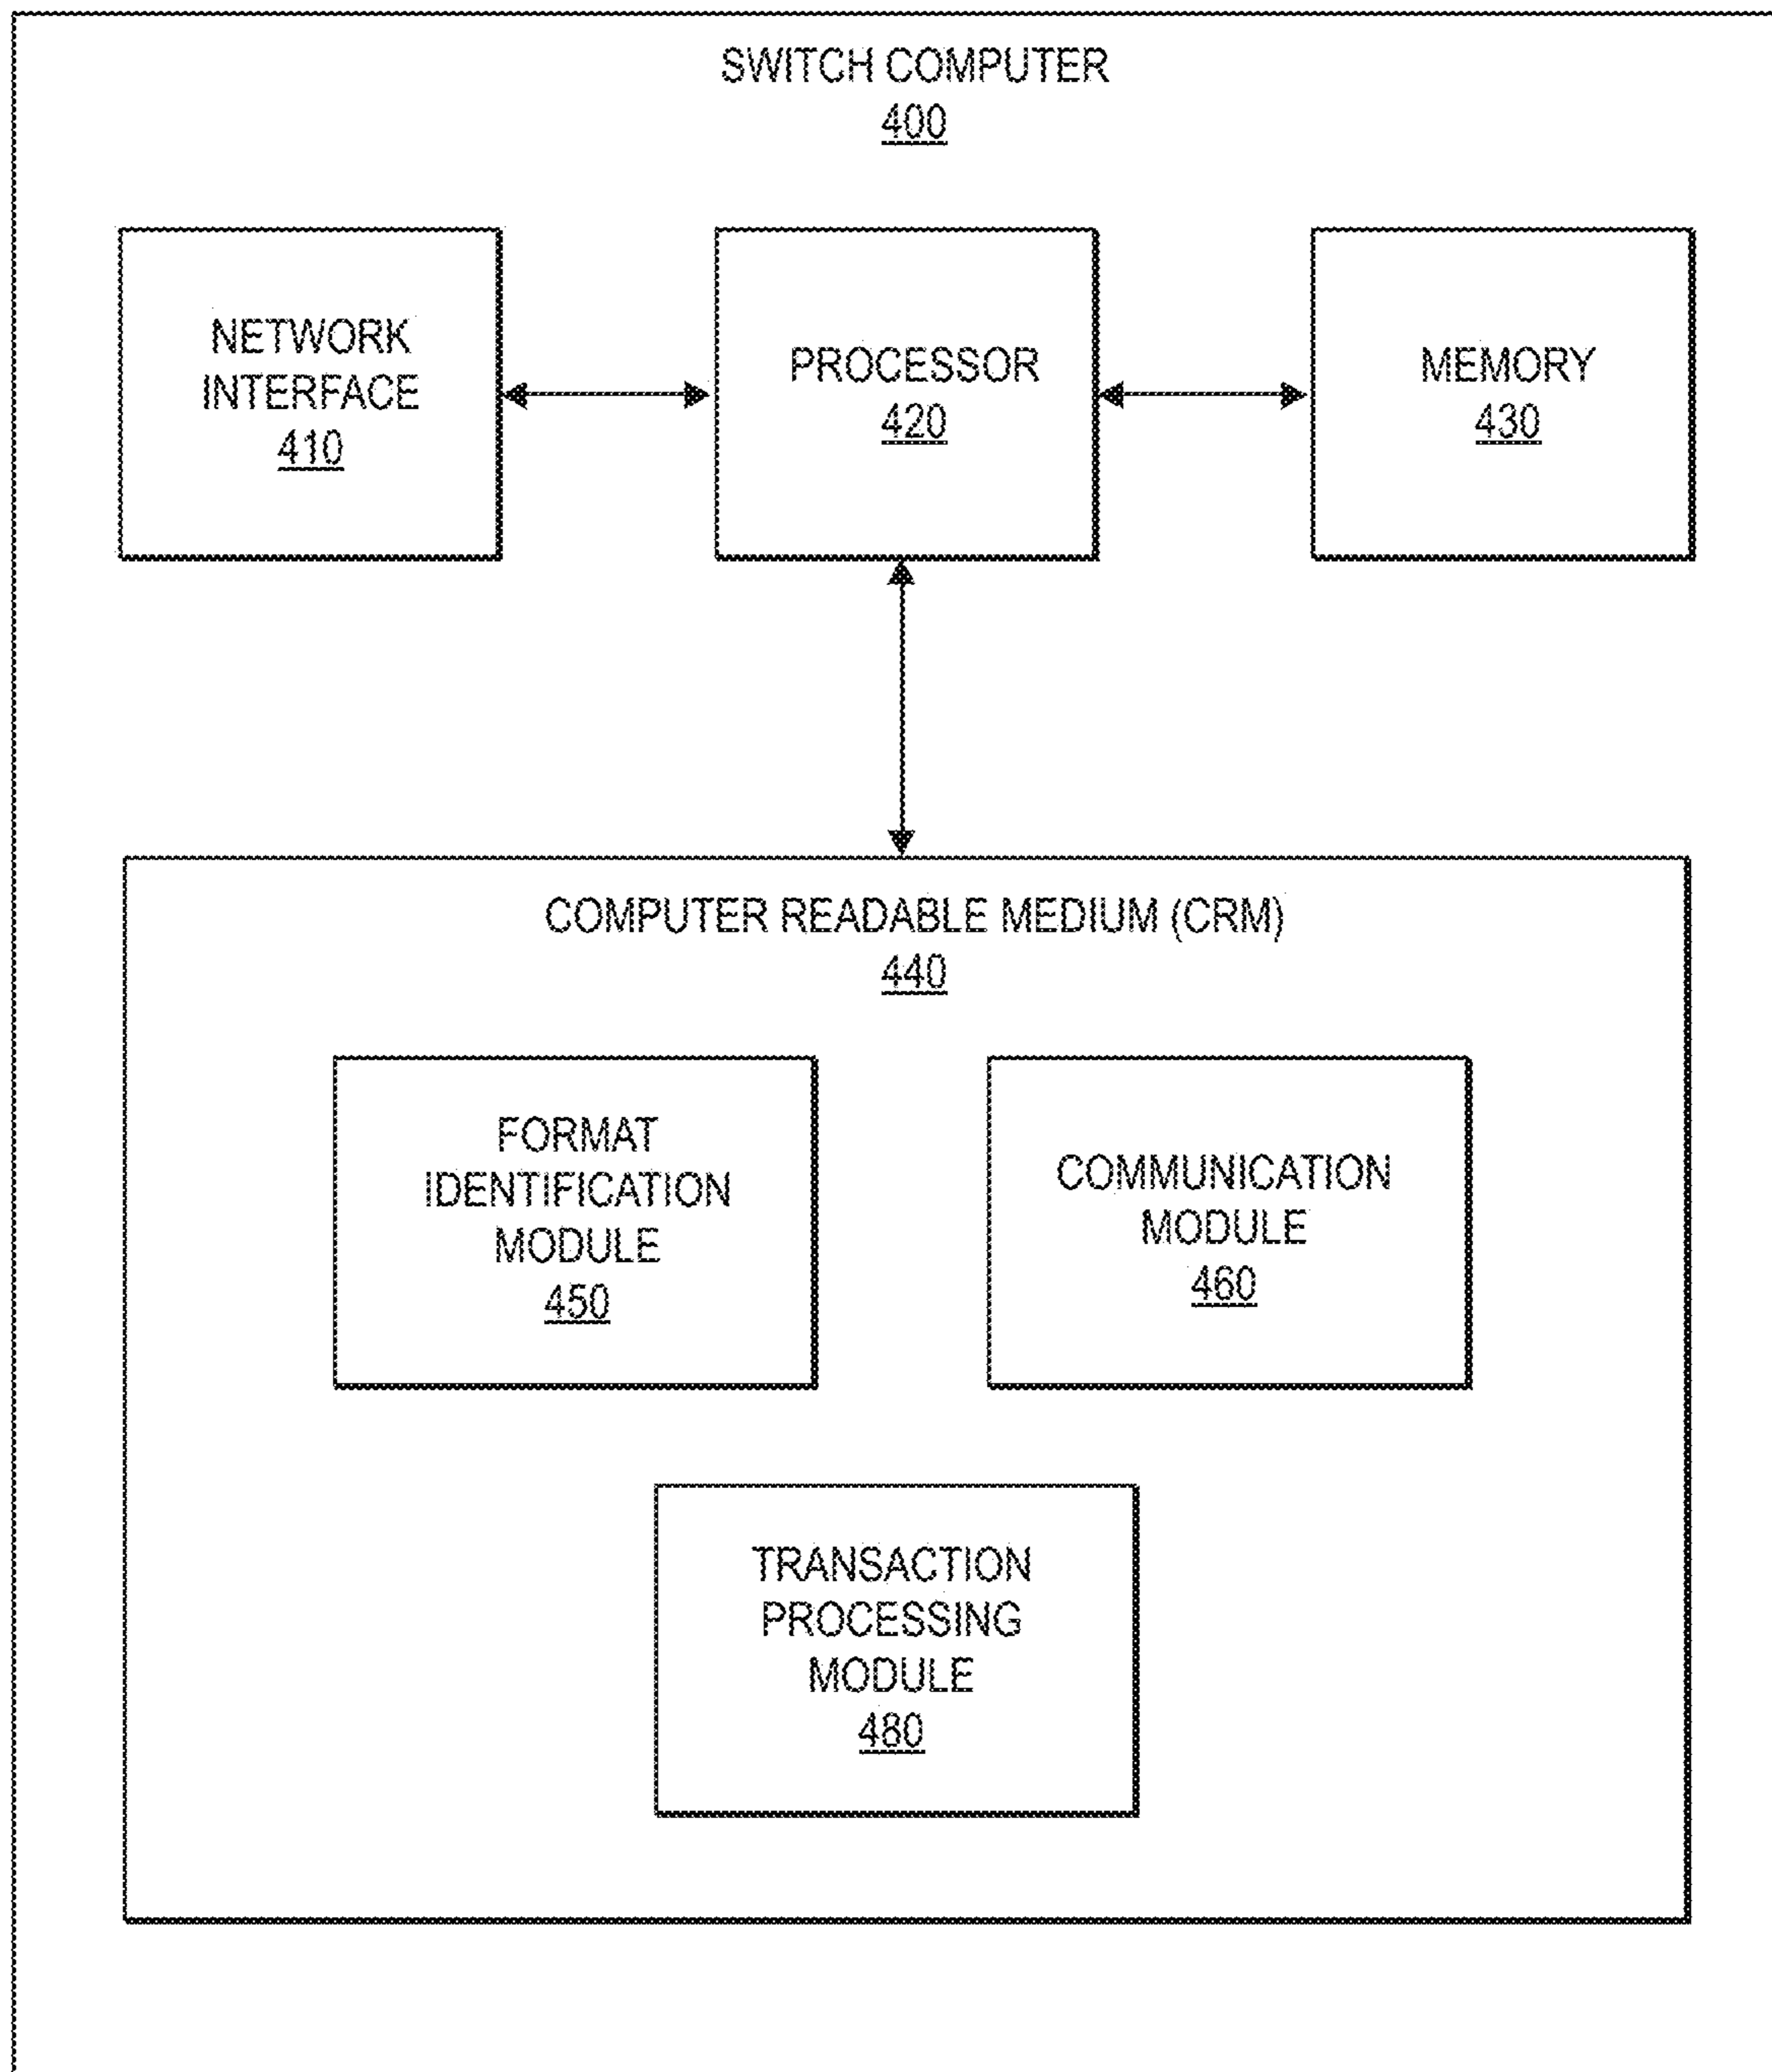 SWITCH COMPUTER
400
NETWORK
INTERFACE
410
PROCESSOR
420
MEMORY
430
COMPUTER READABLE MEDIUM (CRM)
440
FORMAT
IDENTIFICATION
MODULE
450
COMMUNICATION
MODULE
460
TRANSACTION
PROCESSING
MODULE
480